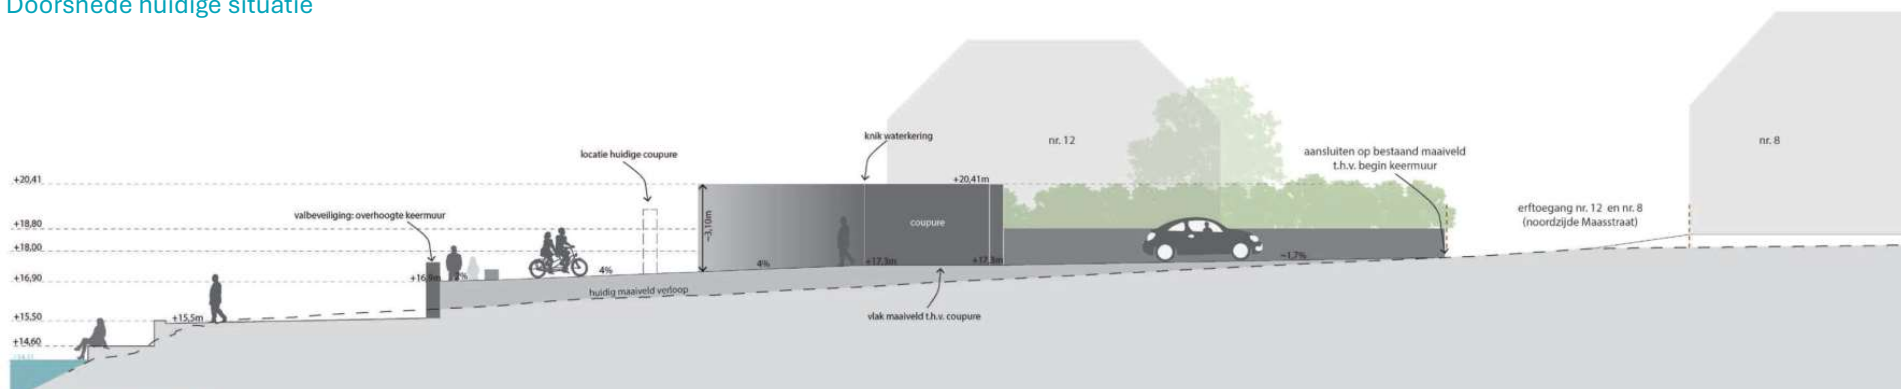 Doorsnede huidige situatie
nr. 12
nr. 8
knik waterkering
locatie huidige coupure
aansluiten op bestaand maaiveld
t.h.v. begin keermuur
+20,41
+20,41m
valbeveiliging: overhoogte keermuur
erftoegang nr. 12 en nr. 8
(noordzijde Maasstraat)
+18,80
coupure
~3,10m
+18,00
+16,90
+16,9m
2%
4%
4%
+17.3m
+17.3m
~1,7%
huidig maaiveld verloop
vlak maaiveld t.h.v. coupure
+15,50
+15,5m
+14,60